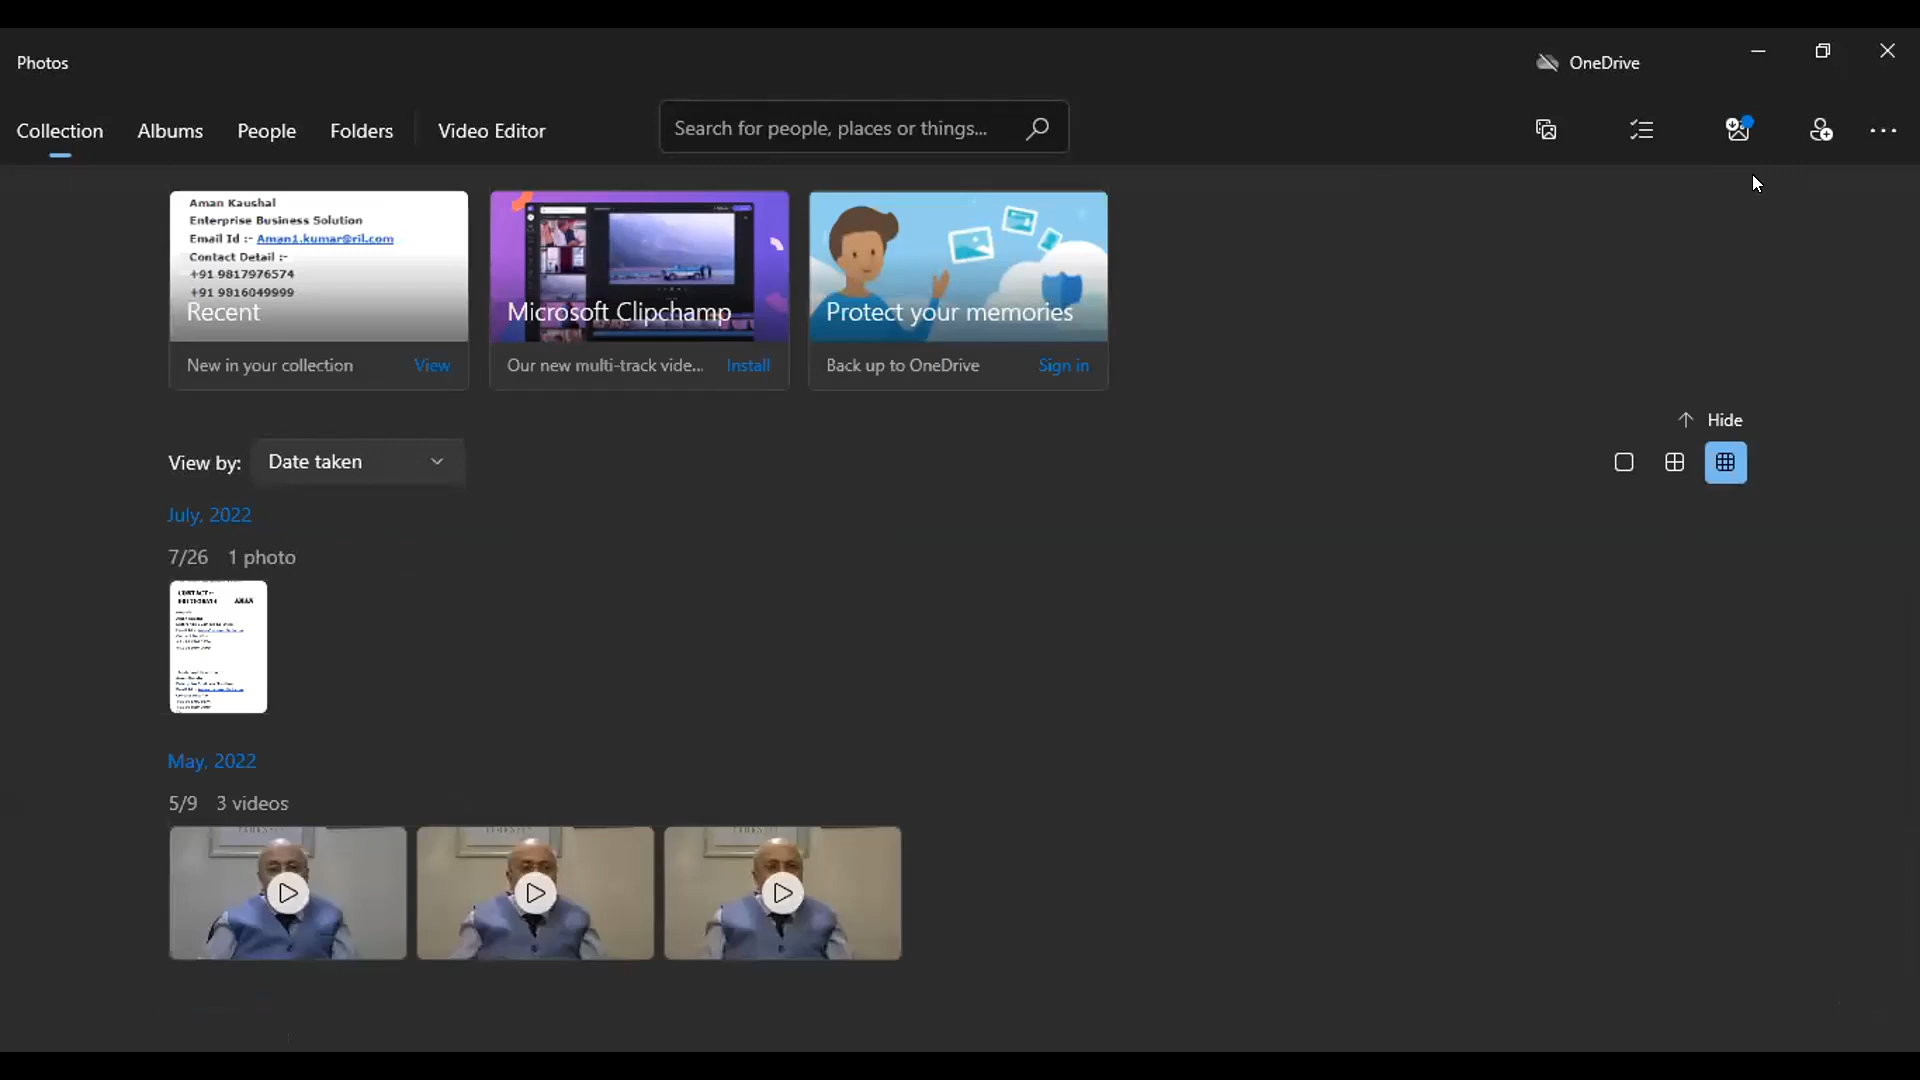 Photos
OneDrive
Collection
Albums
People
Folders
Video Editor
Search for people, places or things...
Aman Kaushal
Enterprise Business Solution
Email Id :- Aman1.kumar@ril.com
Contact Detail :-
+91 9817976574
+91 9816049999
Recent
Microsoft Clipchamp
Protect your memories
New in your collection
View
Our new multi-track vide...
Install
Back up to OneDrive
Sign in
Hide
View by:
Date taken
July, 2022
7/26 1 photo
AMAN
May, 2022
5/9 3 videos